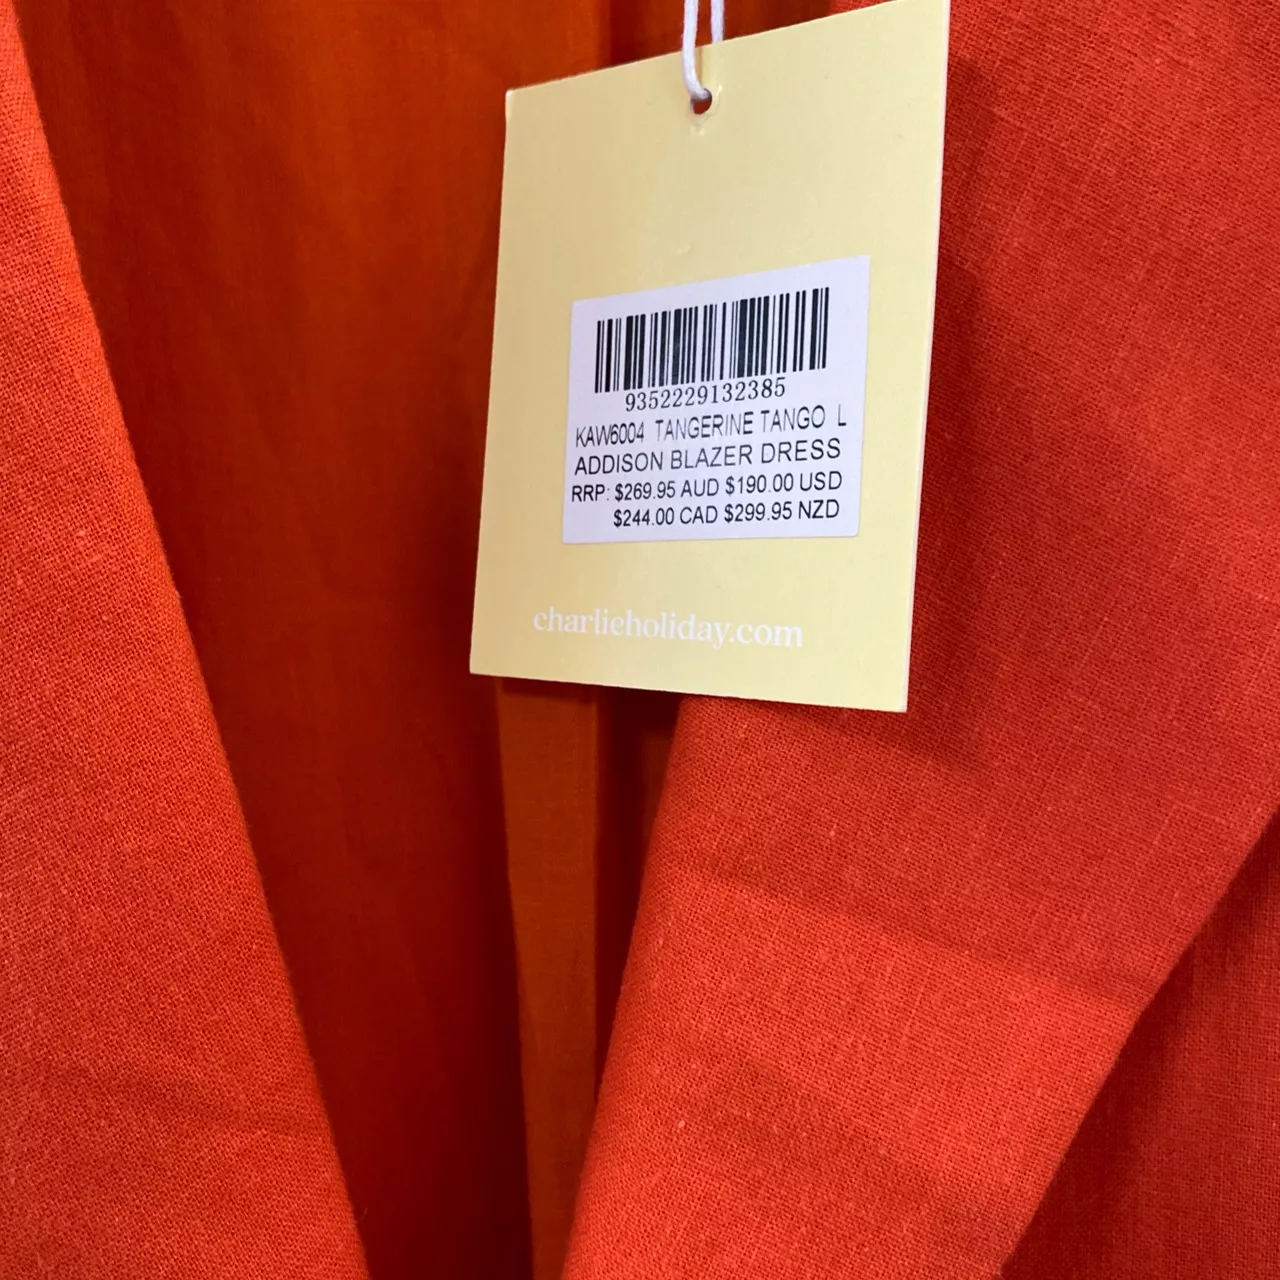 9352229132385
KAW6004 TANGERINE TANGO L
ADDISON BLAZER DRESS
RRP: $269.95 AUD $190.00 USD
$244.00 CAD $299.95 NZD
charlieholiday.com